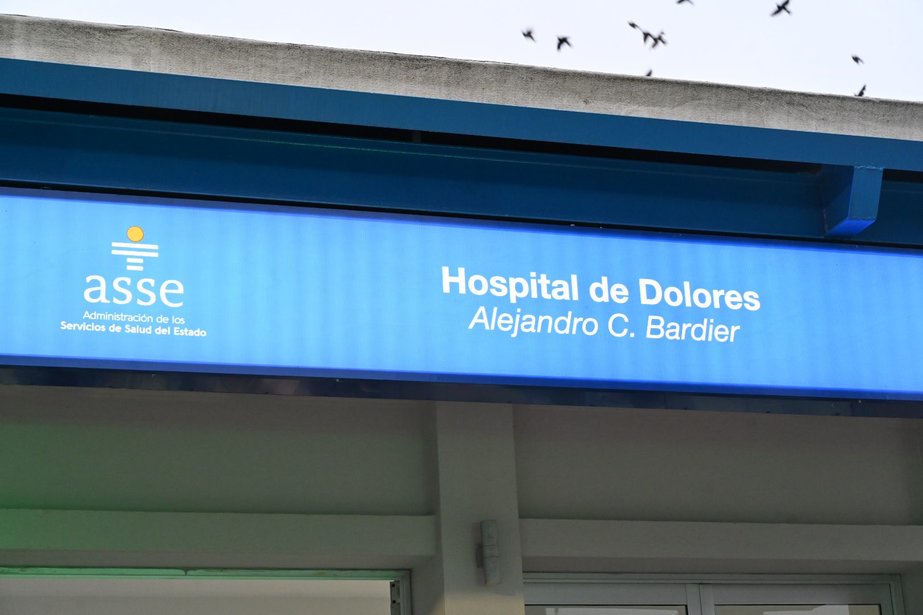 asse
Administración de los
Servicios de Salud del Estado
Hospital de Dolores
Alejandro C. Bardier